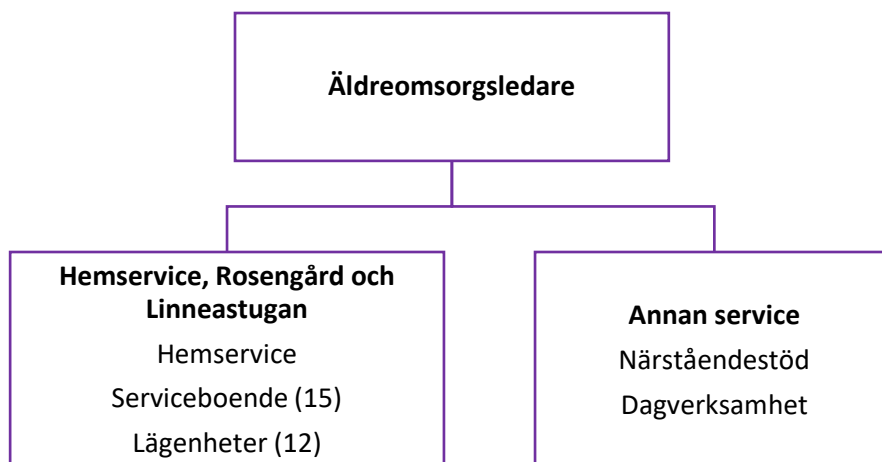 Äldreomsorgsledare
Hemservice, Rosengård och
Linneastugan
Hemservice
Serviceboende (15)
Lägenheter (12)
Annan service
Närståendestöd
Dagverksamhet